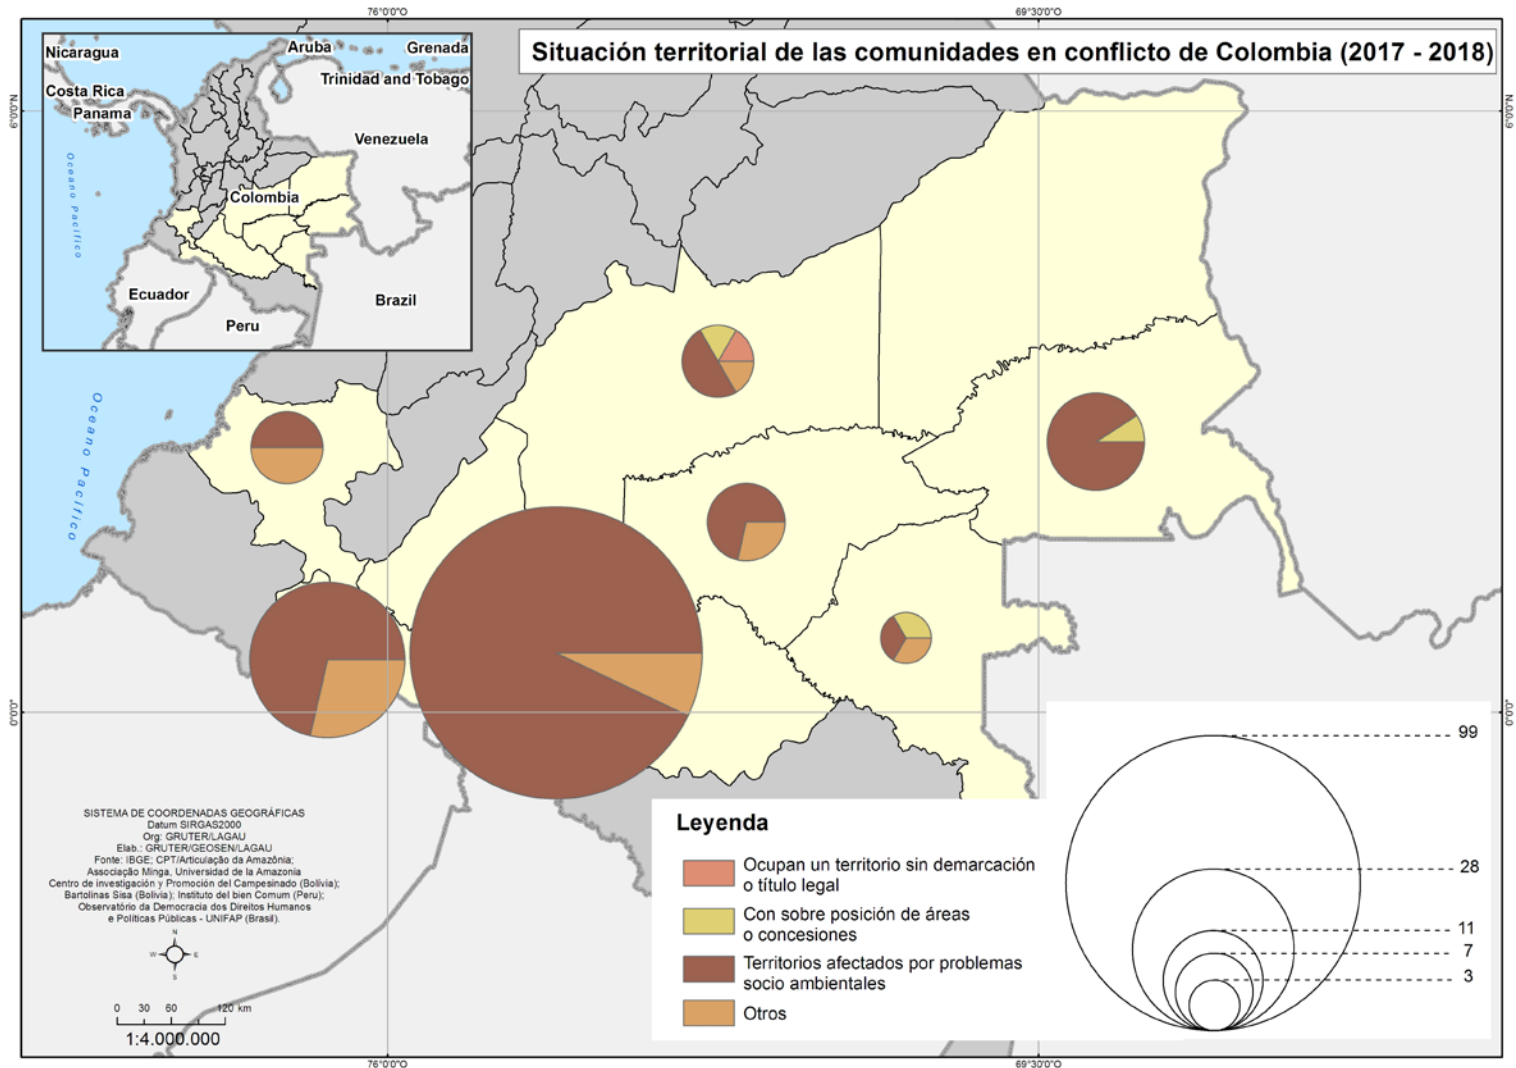 76°0'0"O
69°30'0"O
Situación territorial de las comunidades en conflicto de Colombia (2017 - 2018)
Nicaragua
Aruba
Grenada
Trinidad and Tobago
Costa Rica
Panama
Venezuela
Oceano Pacífico
Colombia
Ecuador
Brazil
Peru
6°0'0"N
6°0'0"N
Oceano Pacífico
0°0'0"
0°0'0"
SISTEMA DE COORDENADAS GEOGRÁFICAS
Datum SIRGAS2000
Org: GRUTER/LAGAU
Elab.: GRUTER/GEOSEN/LAGAU
Fonte: IBGE; CPT/Articulação da Amazônia;
Associação Minga, Universidad de la Amazonia
Centro de investigación y Promoción del Campesinado (Bolívia);
Bartolinas Sisa (Bolivia); Instituto del bien Comum (Peru);
Observatório da Democracia dos Direitos Humanos
e Políticas Públicas - UNIFAP (Brasil).
N
W
E
S
0 30 60 120 km
1:4.000.000
Leyenda
Ocupan un territorio sin demarcación
o título legal
Con sobre posición de áreas
o concesiones
Territorios afectados por problemas
socio ambientales
Otros
99
28
11
7
3
76°0'0"O
69°30'0"O